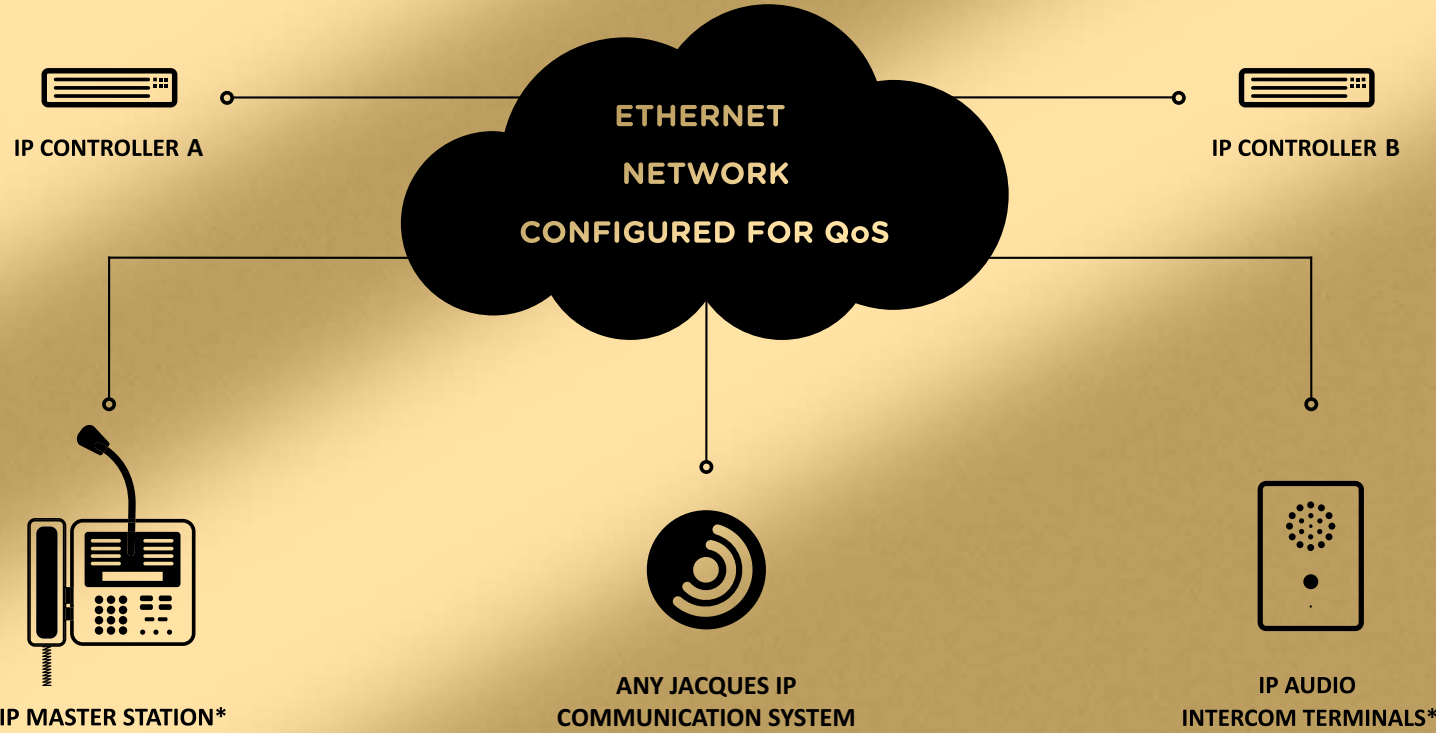 ETHERNET
NETWORK
CONFIGURED FOR QoS
IP CONTROLLER A
IP CONTROLLER B
IP MASTER STATION*
ANY JACQUES IP
COMMUNICATION SYSTEM
IP AUDIO
INTERCOM TERMINALS*